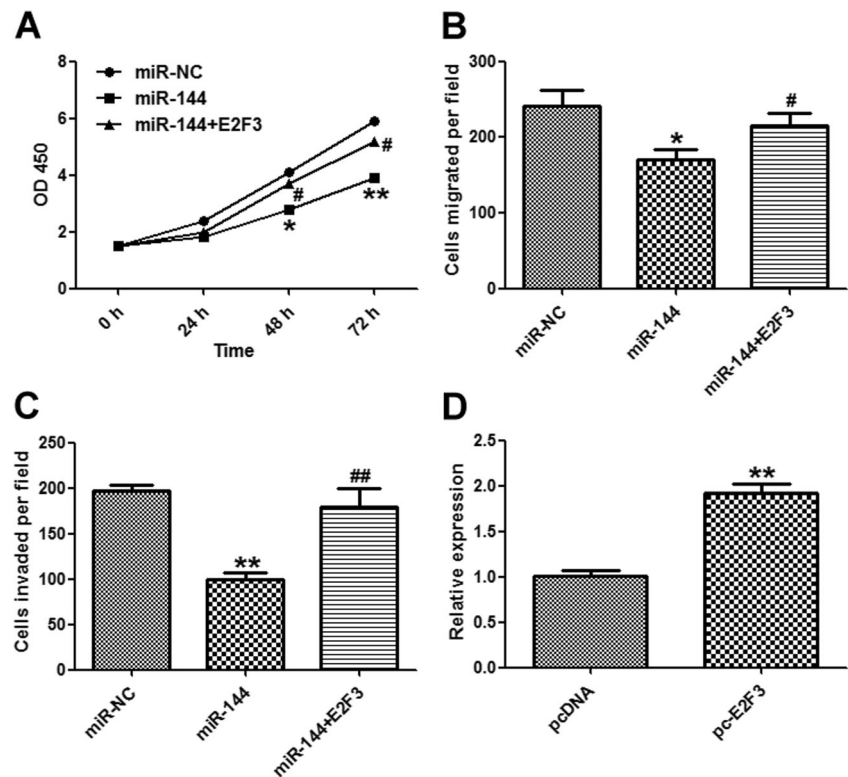 A
OD 450
8
6
4
2
0
miR-NC
miR-144
miR-144+E2F3
#
#
*
**
0 h
24 h
48 h
72 h
Time
B
Cells migrated per field
300
200
100
0
*
#
miR-NC
miR-144
miR-144+E2F3
C
Cells invaded per field
250
200
150
100
50
0
**
##
miR-NC
miR-144
miR-144+E2F3
D
Relative expression
2.5
2.0
1.5
1.0
0.5
0.0
**
pcDNA
pc-E2F3